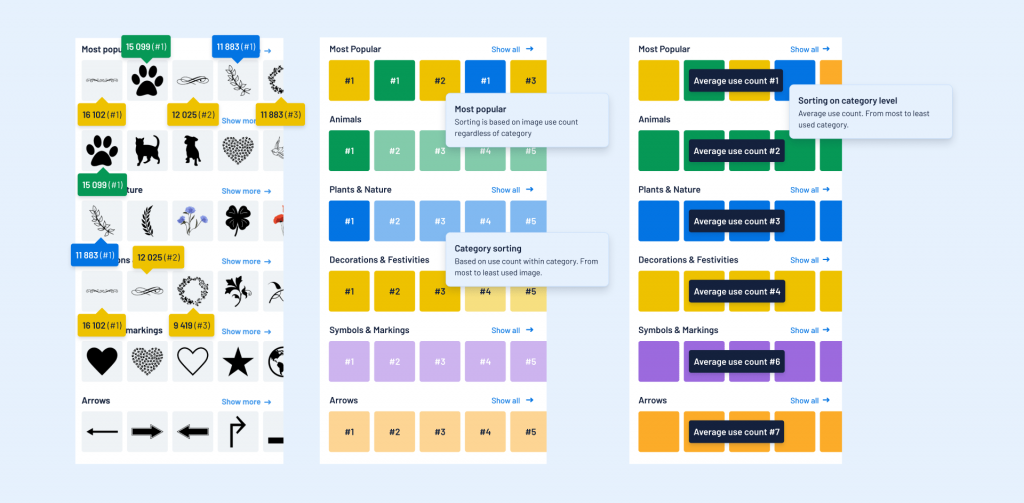 Most popu
15 099 (#1)
11 883 (#1)
16 102 (#1)
12 025 (#2)
Show mor
11 883 (#3)
15 099 (#1)
ture
Show more
11 883 (#1)
12 025 (#2)
ns
Show more
16 102 (#1)
9 419 (#3)
markings
Show more
Arrows
Show more
Most Popular
Show all
#1
#1
#2
#1
#3
Most popular
Sorting is based on image use count
regardless of category
Animals
#1
#2
#3
#4
#5
Plants & Nature
Show all
#1
#2
#3
#4
#5
Category sorting
Based on use count within category. From
most to least used image.
Decorations & Festivities
#1
#2
#3
#4
#5
Symbols & Markings
Show all
#1
#2
#3
#4
#5
Arrows
Show all
#1
#2
#3
#4
#5
Most Popular
Show all
Average use count #1
Sorting on category level
Average use count. From most to least
used category.
Animals
Average use count #2
Plants & Nature
Show all
Average use count #3
Decorations & Festivities
Show all
Average use count #4
Symbols & Markings
Show all
Average use count #6
Arrows
Show all
Average use count #7